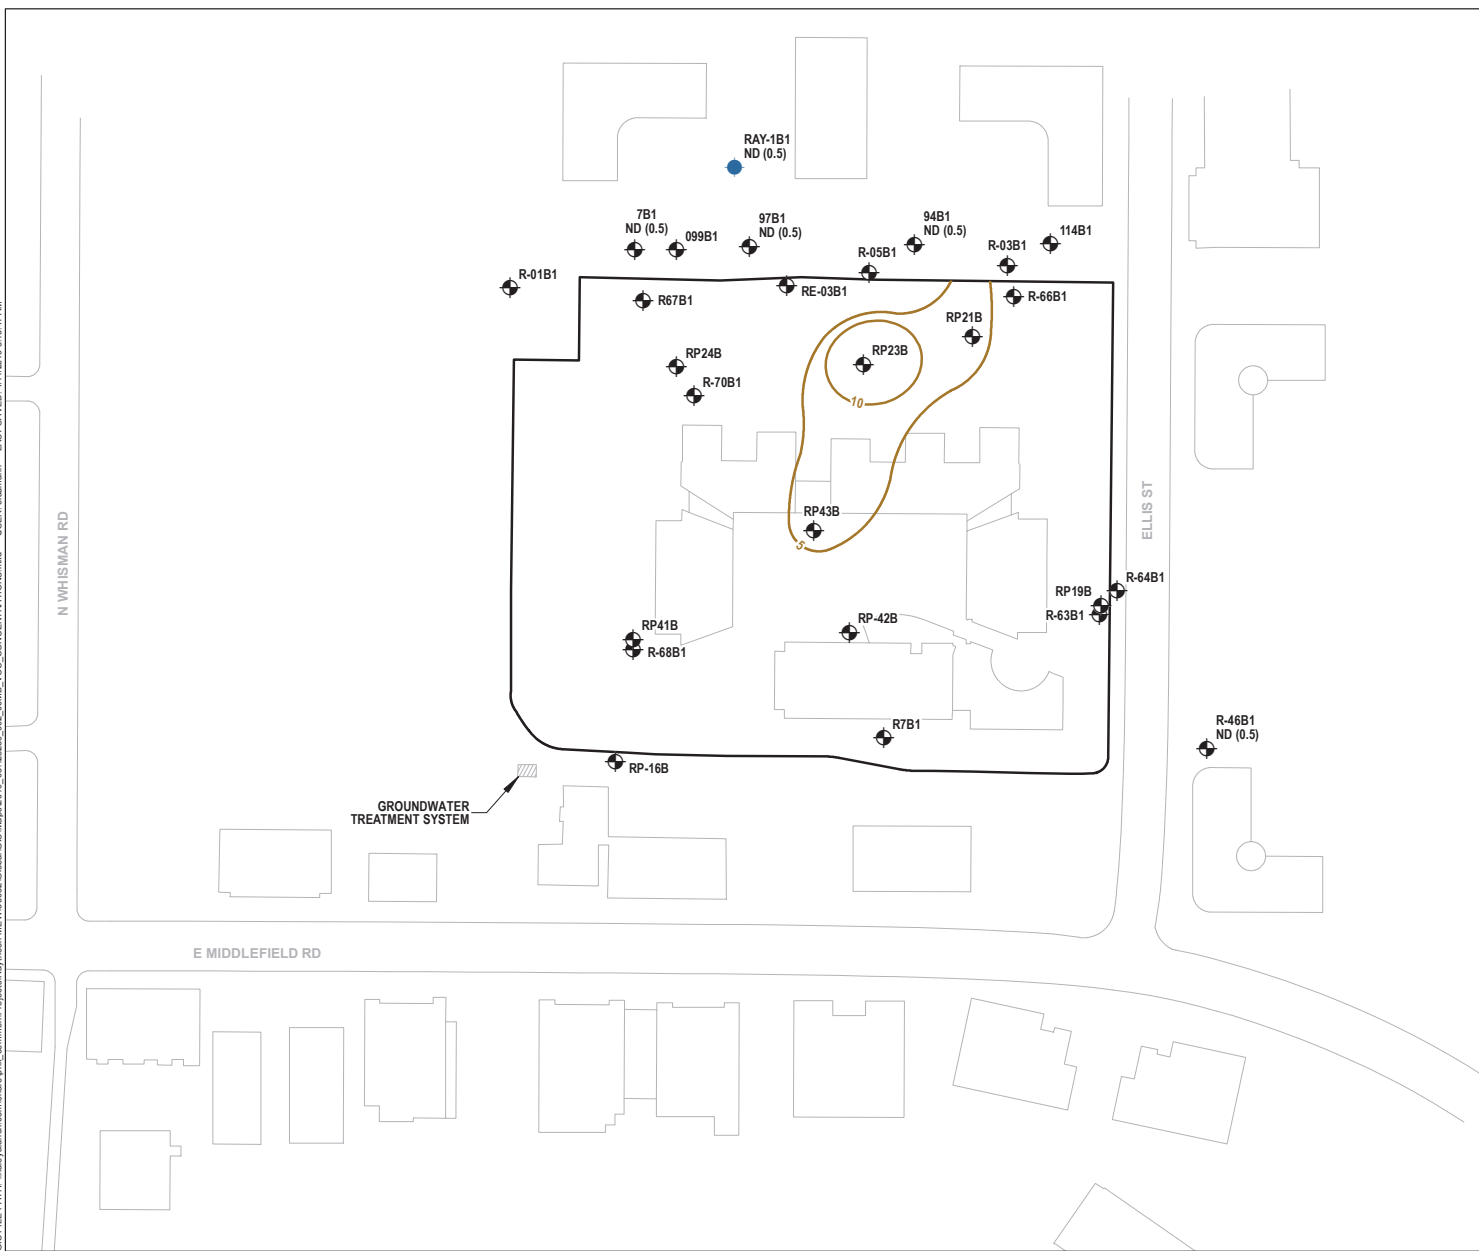 RAY-1B1
ND (0.5)
7B1
ND (0.5)
099B1
97B1
ND (0.5)
94B1
ND (0.5)
R-05B1
R-03B1
114B1
R-01B1
R67B1
RE-03B1
R-66B1
RP21B
RP24B
RP23B
R-70B1
10
RP43B
5
N WHISMAN RD
ELLIS ST
R-64B1
RP19B
R-63B1
RP41B
R-68B1
RP-42B
R7B1
R-46B1
ND (0.5)
RP-16B
GROUNDWATER
TREATMENT SYSTEM
E MIDDLEFIELD RD